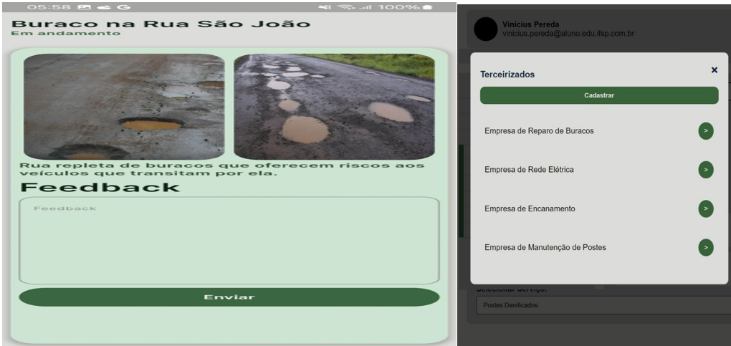 05:58 G 100%
Buraco na Rua São João
Em andamento
Rua repleta de buracos que oferecem riscos aos
veículos que transitam por ela.
Feedback
Feedback
Enviar
Vinicius Pereda
vinicius.pereda@aluno.edu.ifsp.com.br
Terceirizados ×
Cadastrar
Empresa de Reparo de Buracos >
Empresa de Rede Elétrica >
Empresa de Encanamento >
Empresa de Manutenção de Postes >
Postes Danificados